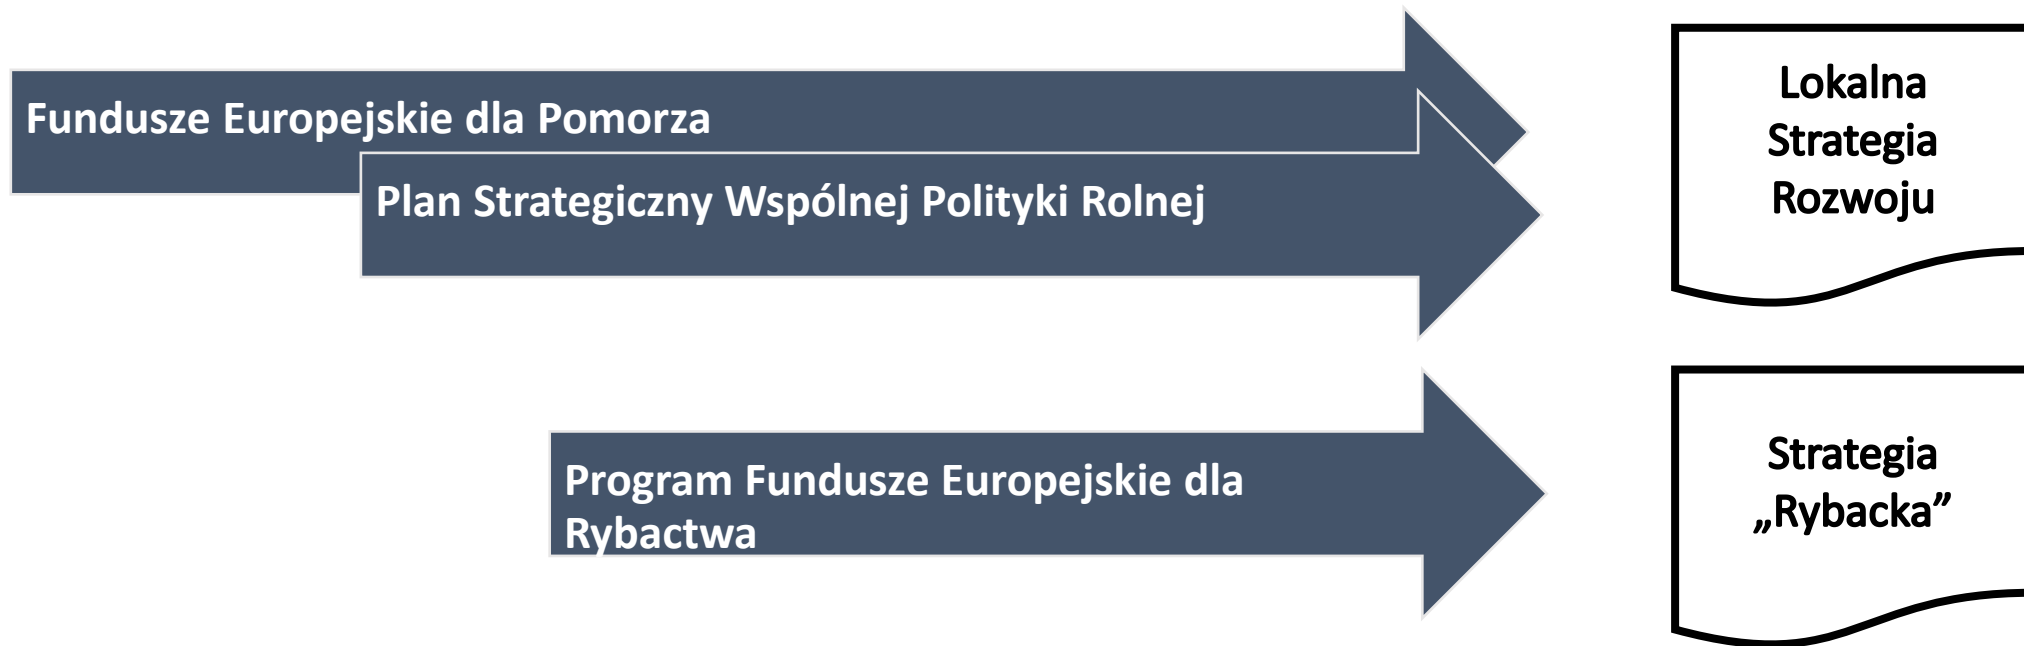 Fundusze Europejskie dla Pomorza
Plan Strategiczny Wspólnej Polityki Rolnej
Lokalna
Strategia
Rozwoju
Program Fundusze Europejskie dla
Rybactwa
Strategia
„Rybacka”